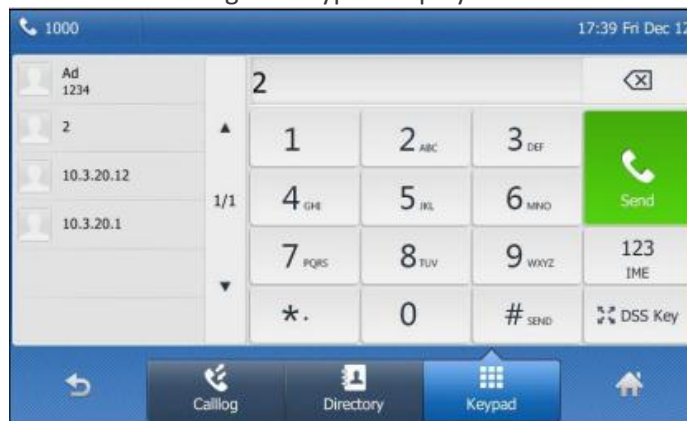 1000
17:39 Fri Dec 12
Ad
1234
2
10.3.20.12
10.3.20.1
1/1
2
1
2 ABC
3 DEF
Send
4 GHI
5 JKL
6 MNO
7 PQRS
8 TUV
9 WXYZ
123
IME
*.
0
# SEND
DSS Key
Calllog
Directory
Keypad